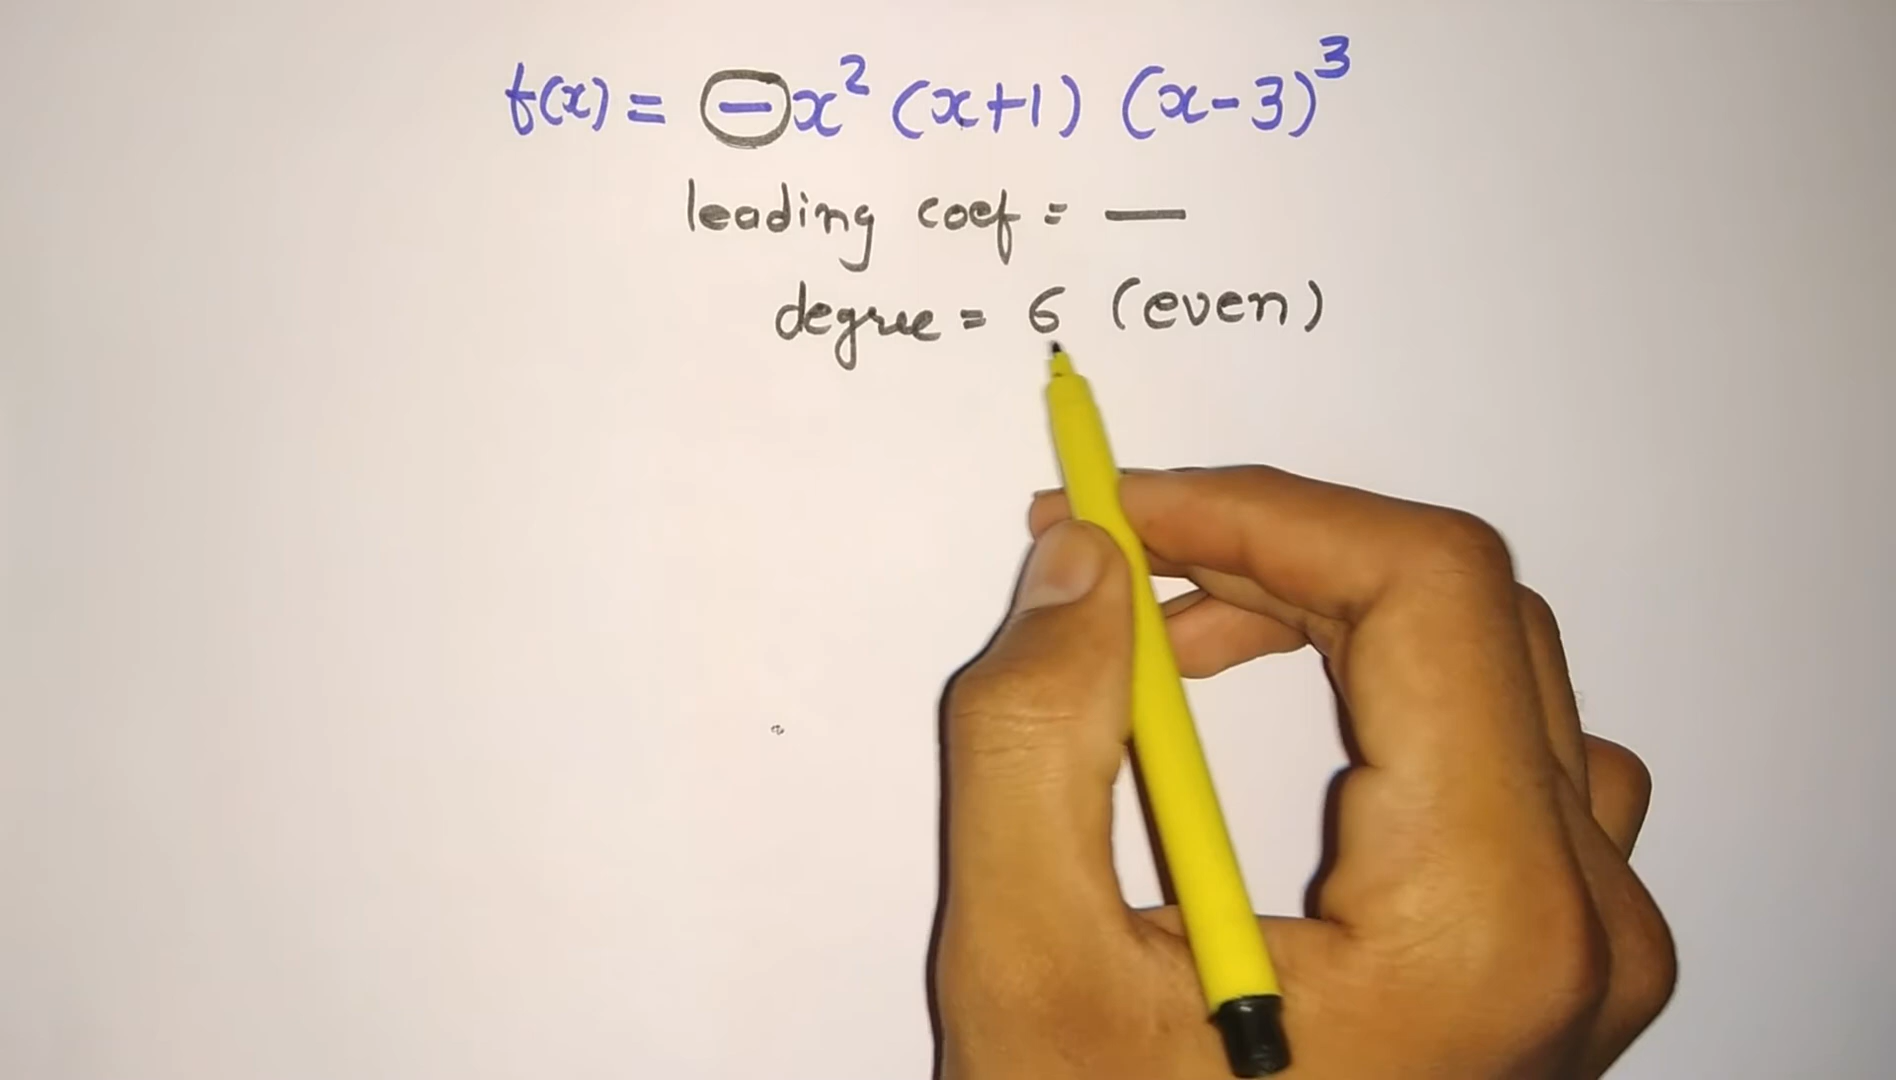 f(x) = -x² (x+1) (x-3)³
leading coef = —
degree = 6 (even)